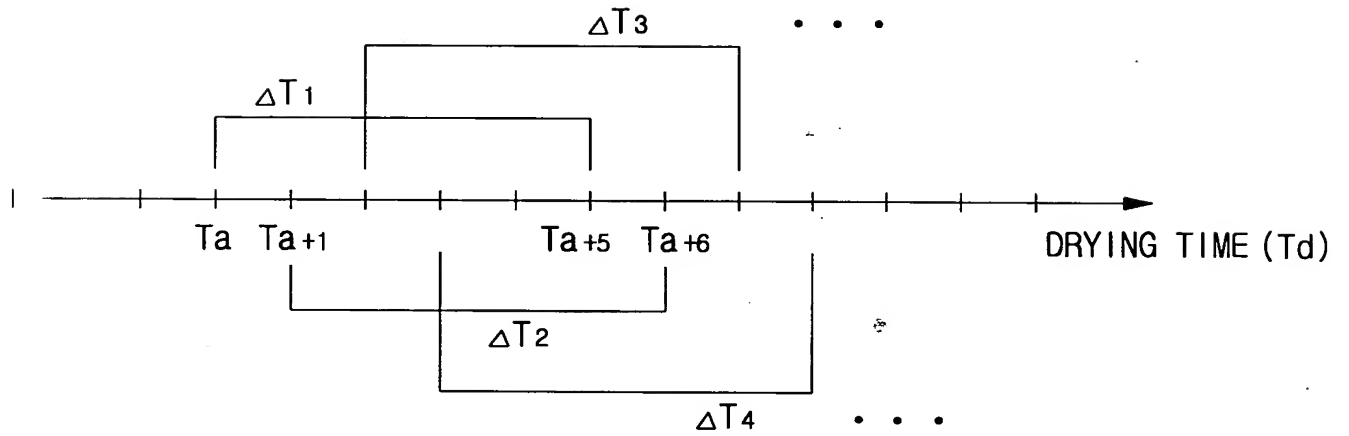 △T3 • • •
△T1
Ta Ta+1 Ta+5 Ta+6
DRYING TIME (Td)
△T2
△T4 • • •